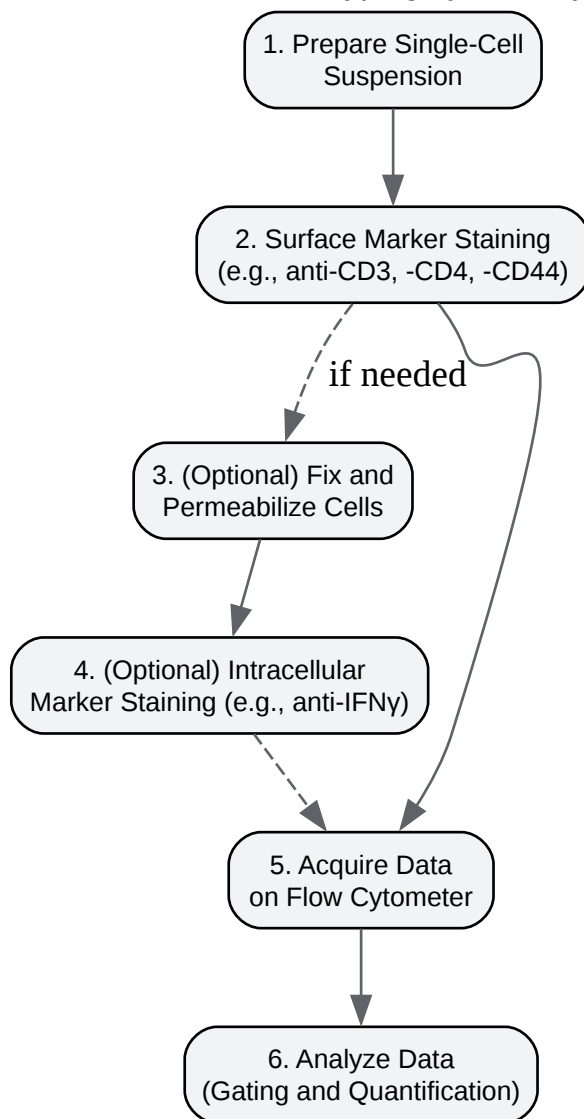 1. Prepare Single-Cell
Suspension
2. Surface Marker Staining
(e.g., anti-CD3, -CD4, -CD44)
if needed
3. (Optional) Fix and
Permeabilize Cells
4. (Optional) Intracellular
Marker Staining (e.g., anti-IFNγ)
5. Acquire Data
on Flow Cytometer
6. Analyze Data
(Gating and Quantification)